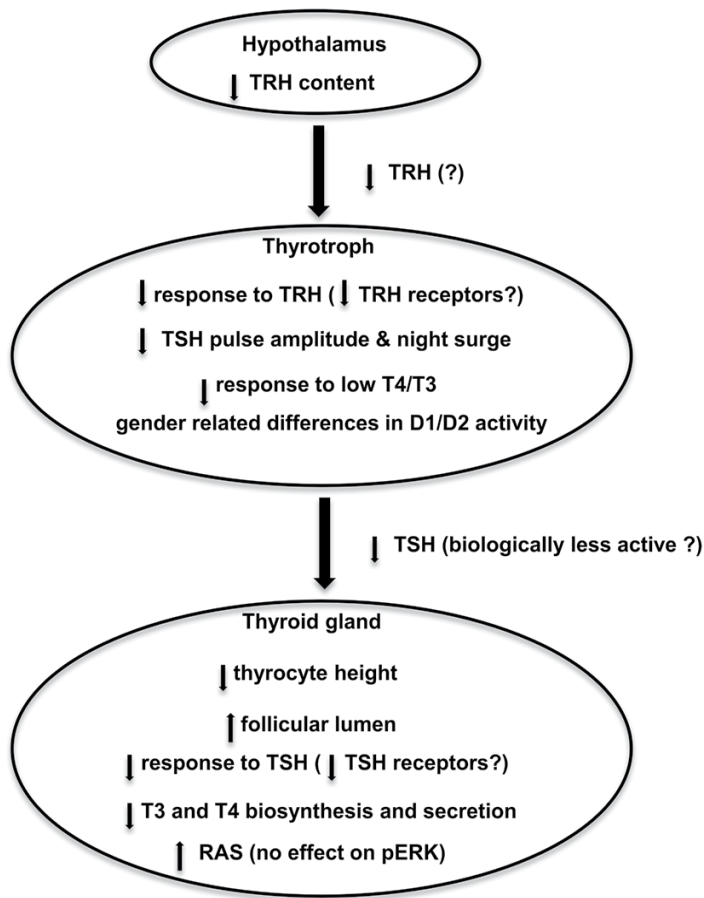 Hypothalamus
↓ TRH content
↓ TRH (?)
Thyrotroph
↓ response to TRH (↓ TRH receptors?)
↓ TSH pulse amplitude & night surge
↓ response to low T4/T3
gender related differences in D1/D2 activity
↓ TSH (biologically less active ?)
Thyroid gland
↓ thyrocyte height
↑ follicular lumen
↓ response to TSH (↓ TSH receptors?)
↓ T3 and T4 biosynthesis and secretion
↑ RAS (no effect on pERK)